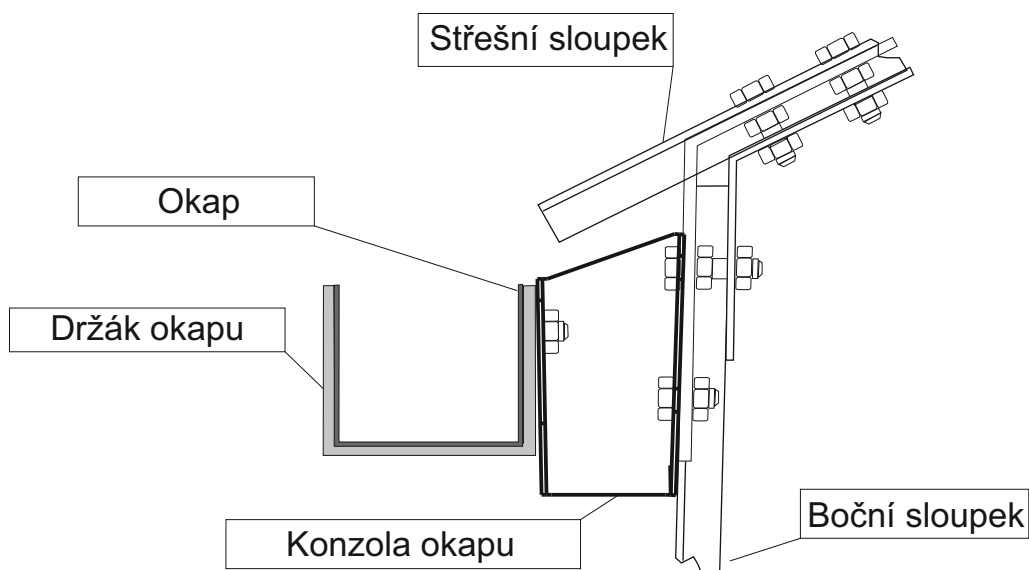 Střešní sloupek
Okap
Držák okapu
Konzola okapu
Boční sloupek